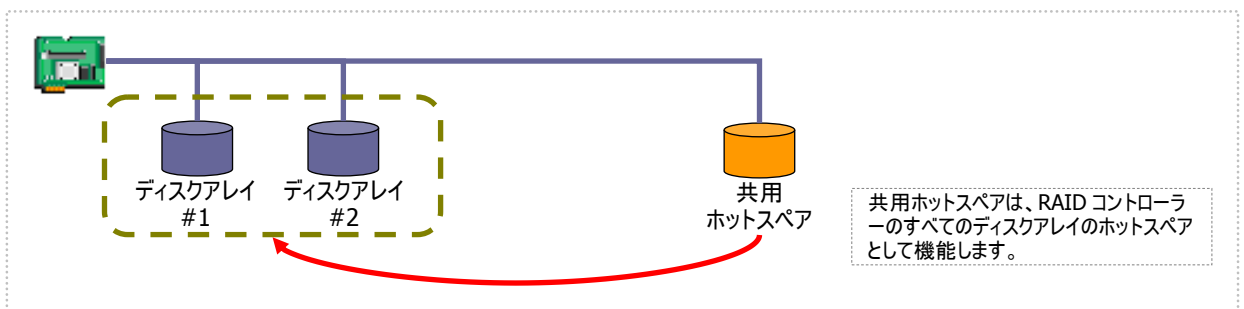 ディスクアレイ
#1
ディスクアレイ
#2
共用
ホットスペア
共用ホットスペアは、RAID コントローラ
ーのすべてのディスクアレイのホットスペア
として機能します。